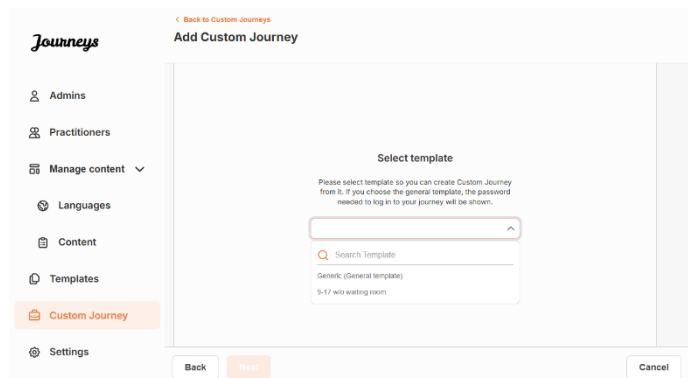 Back to Custom Journeys
Add Custom Journey
Journeys
Admins
Practitioners
Manage content
Languages
Content
Templates
Custom Journey
Settings
Select template
Please select template so you can create Custom Journey
from it. If you choose the general template, the password
needed to log in to your journey will be shown.
Search Template
Generic (General template)
9-17 w/o waiting room
Back
Next
Cancel